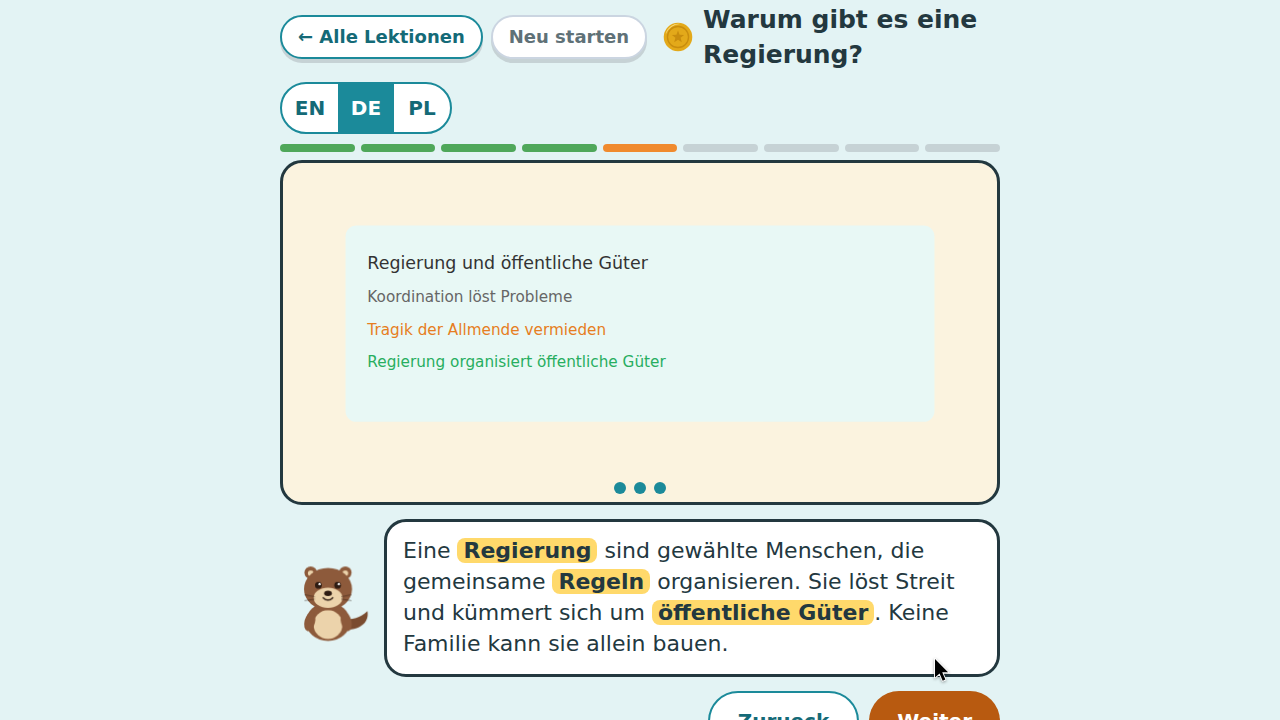 ← Alle Lektionen
Neu starten
Warum gibt es eine
Regierung?
EN
DE
PL
Regierung und öffentliche Güter
Koordination löst Probleme
Tragik der Allmende vermieden
Regierung organisiert öffentliche Güter
Eine Regierung sind gewählte Menschen, die
gemeinsame Regeln organisieren. Sie löst Streit
und kümmert sich um öffentliche Güter. Keine
Familie kann sie allein bauen.
Zurueck
Weiter